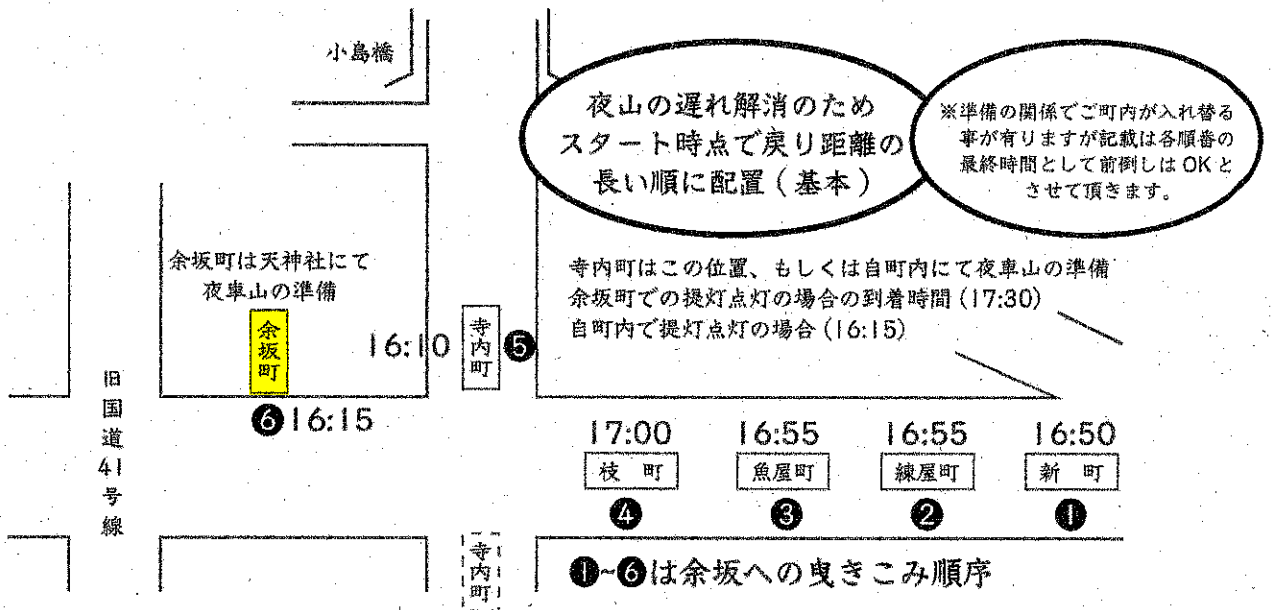 小島橋
夜山の遅れ解消のため
スタート時点で戻り距離の
長い順に配置(基本)
※準備の関係でご町内が入れ替る
事が有りますが記載は各順番の
最終時間として前倒しは OK と
させて頂きます。
余坂町は天神社にて
夜車山の準備
寺内町はこの位置、もしくは自町内にて夜車山の準備
余坂町での提灯点灯の場合の到着時間(17:30)
自町内で提灯点灯の場合(16:15)
余坂町
16:10
寺内町
❺
旧国道41号線
❻16:15
17:00
16:55
16:55
16:50
枝 町
魚屋町
練屋町
新 町
❹
❸
❷
❶
寺内町
❶~❻は余坂への曳きこみ順序